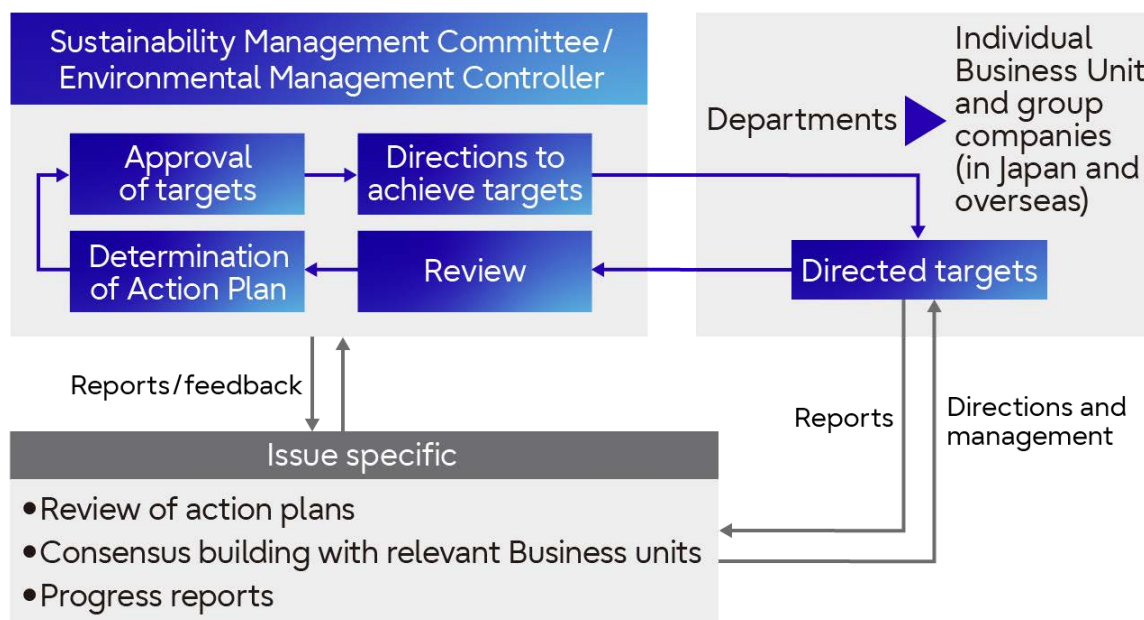 Sustainability Management Committee/
Environmental Management Controller
Approval
of targets
Directions to
achieve targets
Determination
of Action Plan
Review
Departments
Individual
Business Unit
and group
companies
(in Japan and
overseas)
Directed targets
Reports/feedback
Reports
Directions and
management
Issue specific
•Review of action plans
•Consensus building with relevant Business units
•Progress reports